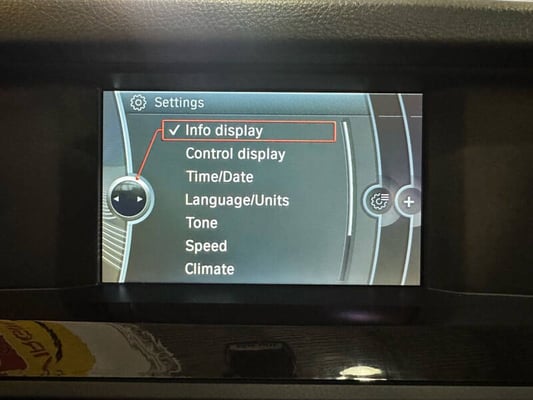 Settings
✓ Info display
Control display
Time/Date
Language/Units
Tone
Speed
Climate